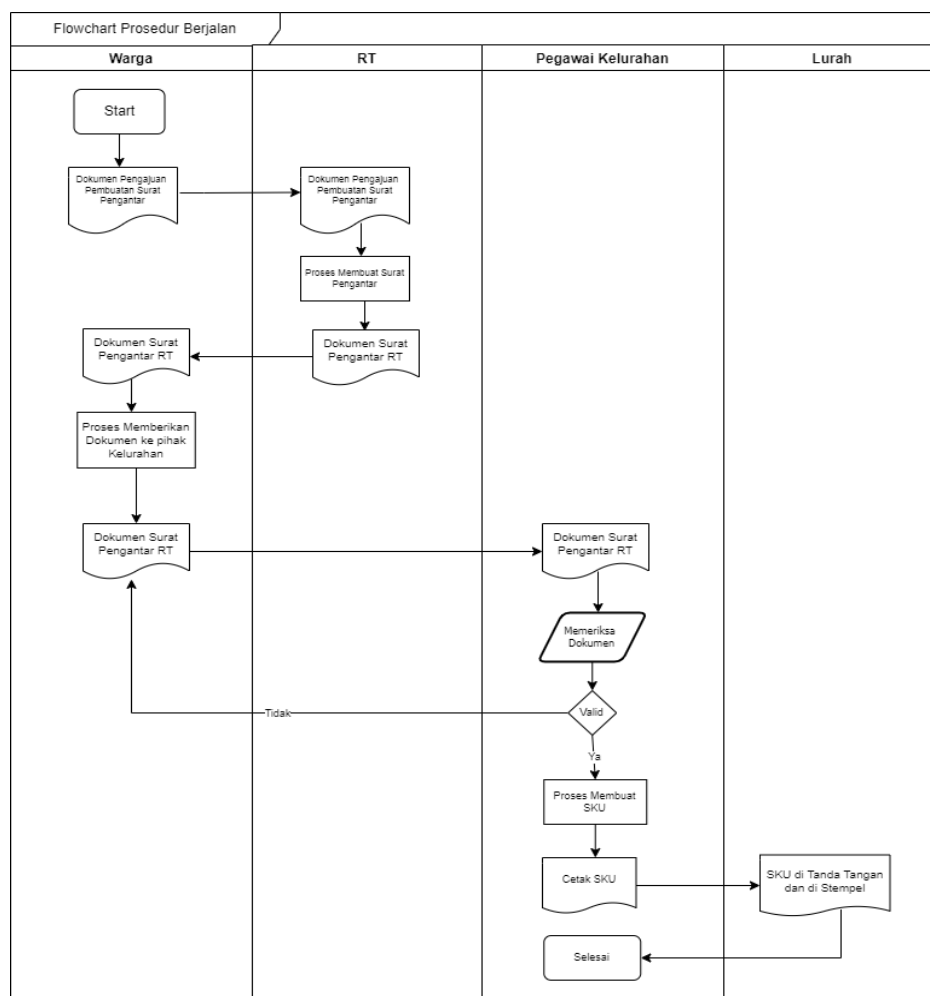 Flowchart Prosedur Berjalan
Warga
RT
Pegawai Kelurahan
Lurah
Start
Dokumen Pengajuan
Pembuatan Surat
Pengantar
Dokumen Pengajuan
Pembuatan Surat
Pengantar
Proses Membuat Surat
Pengantar
Dokumen Surat
Pengantar RT
Dokumen Surat
Pengantar RT
Proses Memberikan
Dokumen ke pihak
Kelurahan
Dokumen Surat
Pengantar RT
Dokumen Surat
Pengantar RT
Memeriksa
Dokumen
Valid
Tidak
Ya
Proses Membuat
SKU
Cetak SKU
SKU di Tanda Tangan
dan di Stempel
Selesai